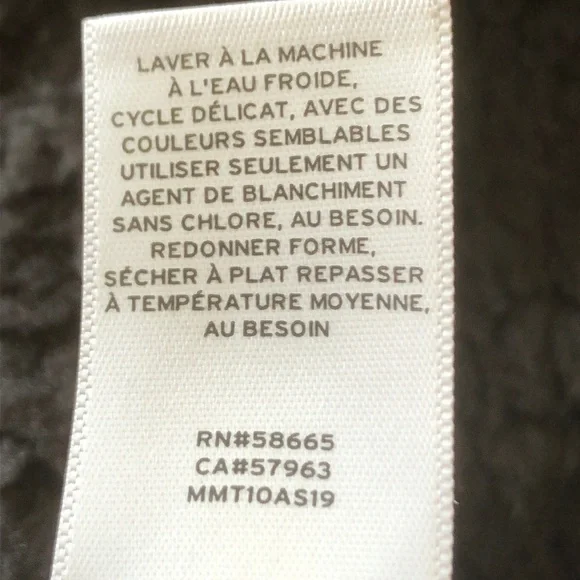 LAVER À LA MACHINE
À L'EAU FROIDE,
CYCLE DÉLICAT, AVEC DES
COULEURS SEMBLABLES
UTILISER SEULEMENT UN
AGENT DE BLANCHIMENT
SANS CHLORE, AU BESOIN.
REDONNER FORME,
SÉCHER À PLAT REPASSER
À TEMPÉRATURE MOYENNE,
AU BESOIN
RN#58665
CA#57963
MMT10AS19